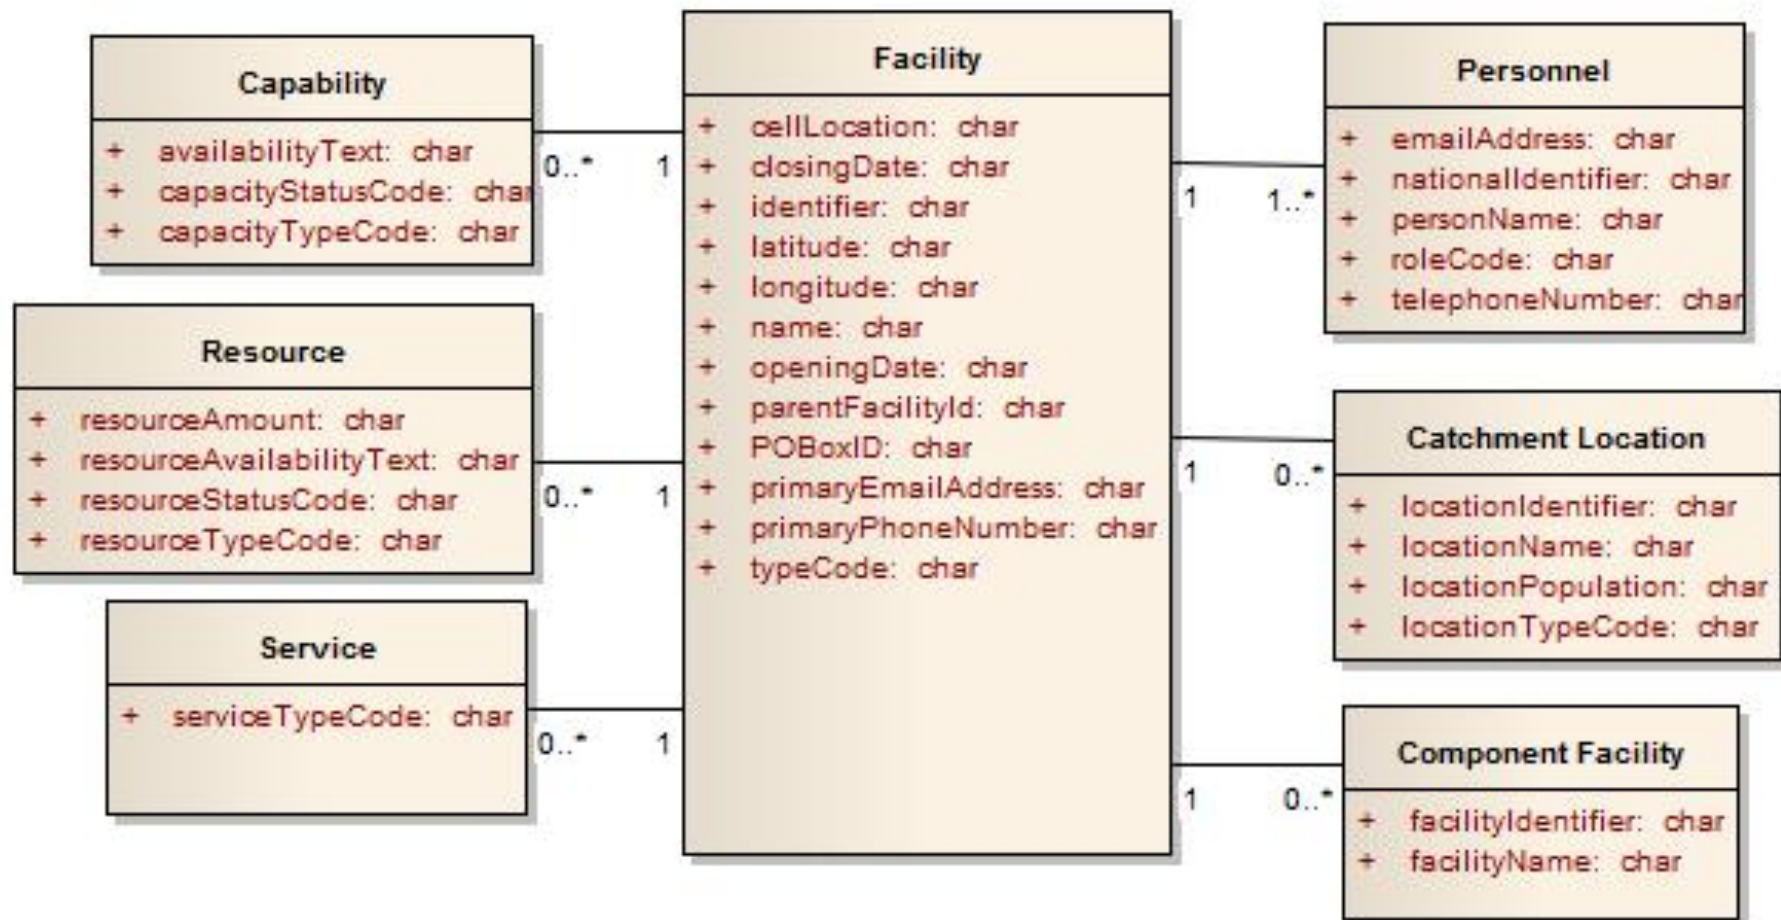 Capability
+ availabilityText: char
+ capacityStatusCode: char
+ capacityTypeCode: char
0..* 1
Resource
+ resourceAmount: char
+ resourceAvailabilityText: char
+ resourceStatusCode: char
+ resourceTypeCode: char
0..* 1
Service
+ serviceTypeCode: char
0..* 1
Facility
+ cellLocation: char
+ closingDate: char
+ identifier: char
+ latitude: char
+ longitude: char
+ name: char
+ openingDate: char
+ parentFacilityId: char
+ POBoxID: char
+ primaryEmailAddress: char
+ primaryPhoneNumber: char
+ typeCode: char
1 1..*
Personnel
+ emailAddress: char
+ nationalIdentifier: char
+ personName: char
+ roleCode: char
+ telephoneNumber: char
1 0..*
Catchment Location
+ locationIdentifier: char
+ locationName: char
+ locationPopulation: char
+ locationTypeCode: char
1 0..*
Component Facility
+ facilityIdentifier: char
+ facilityName: char